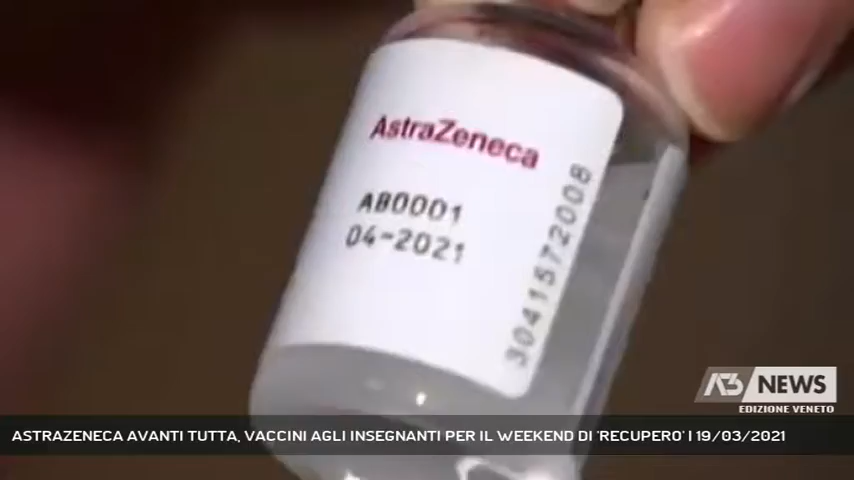 AstraZeneca
AB0001
04-2021
3041572008
A3 NEWS
EDIZIONE VENETO
ASTRAZENECA AVANTI TUTTA, VACCINI AGLI INSEGNANTI PER IL WEEKEND DI 'RECUPERO' | 19/03/2021